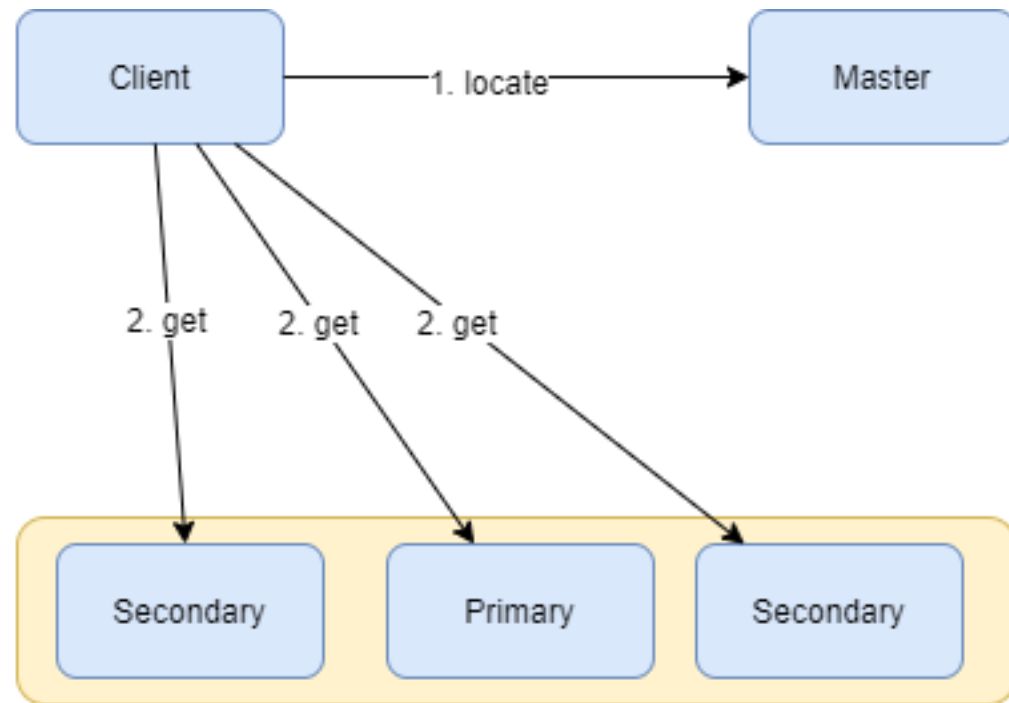 Client
1. locate
Master
2. get
2. get
2. get
Secondary
Primary
Secondary